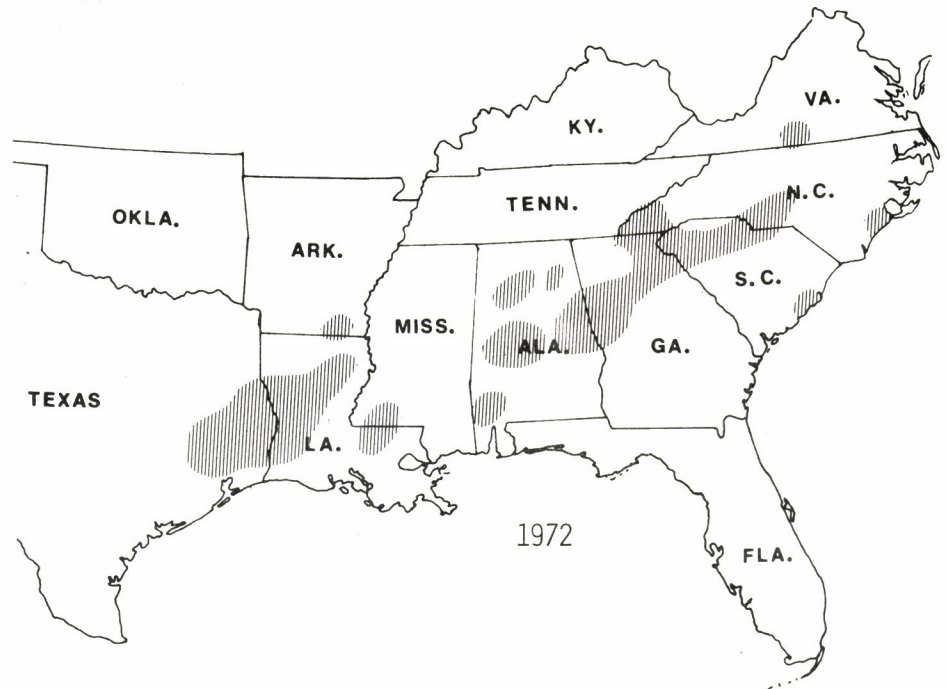 VA.
KY.
N.C.
TENN.
OKLA.
ARK.
S.C.
MISS.
ALA.
GA.
TEXAS
LA.
1972
FLA.